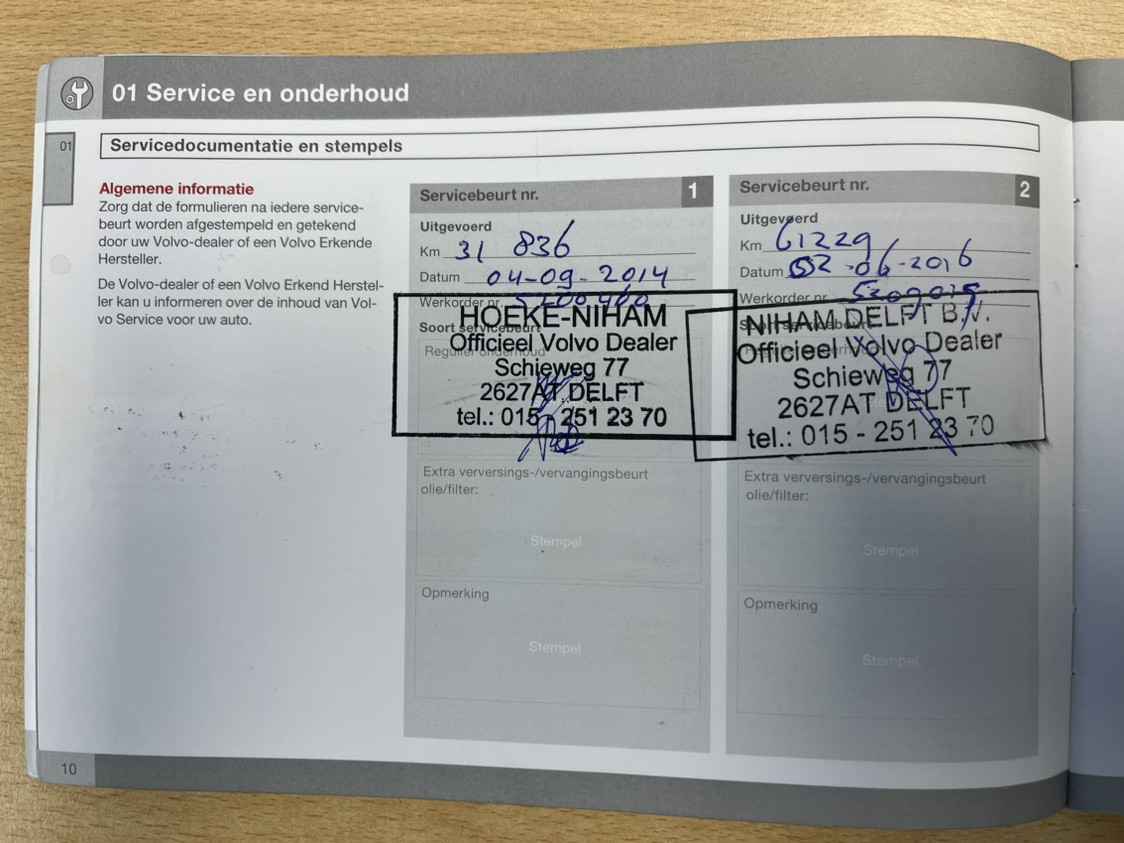 01 Service en onderhoud
01
Servicedocumentatie en stempels
Algemene informatie
Zorg dat de formulieren na iedere service-
beurt worden afgestempeld en getekend
door uw Volvo-dealer of een Volvo Erkende
Hersteller.
De Volvo-dealer of een Volvo Erkend Herstel-
ler kan u informeren over de inhoud van Vol-
vo Service voor uw auto.
Servicebeurt nr. 1
Uitgevoerd
Km 31 836
Datum 04-09-2014
Werkorder nr.
Soort servicebeurt
Regulier onderhoud
HOEKE-NIHAM
Officieel Volvo Dealer
Schieweg 77
2627AT DELFT
tel.: 015 - 251 23 70
Extra verversings-/vervangingsbeurt
olie/filter:
Stempel
Opmerking
Stempel
Servicebeurt nr. 2
Uitgevoerd
Km 61229
Datum 02-06-2016
Werkorder nr.
Soort servicebeurt
NIHAM DELFT B.V.
Officieel Volvo Dealer
Schieweg 77
2627AT DELFT
tel.: 015 - 251 23 70
Extra verversings-/vervangingsbeurt
olie/filter:
Stempel
Opmerking
Stempel
10